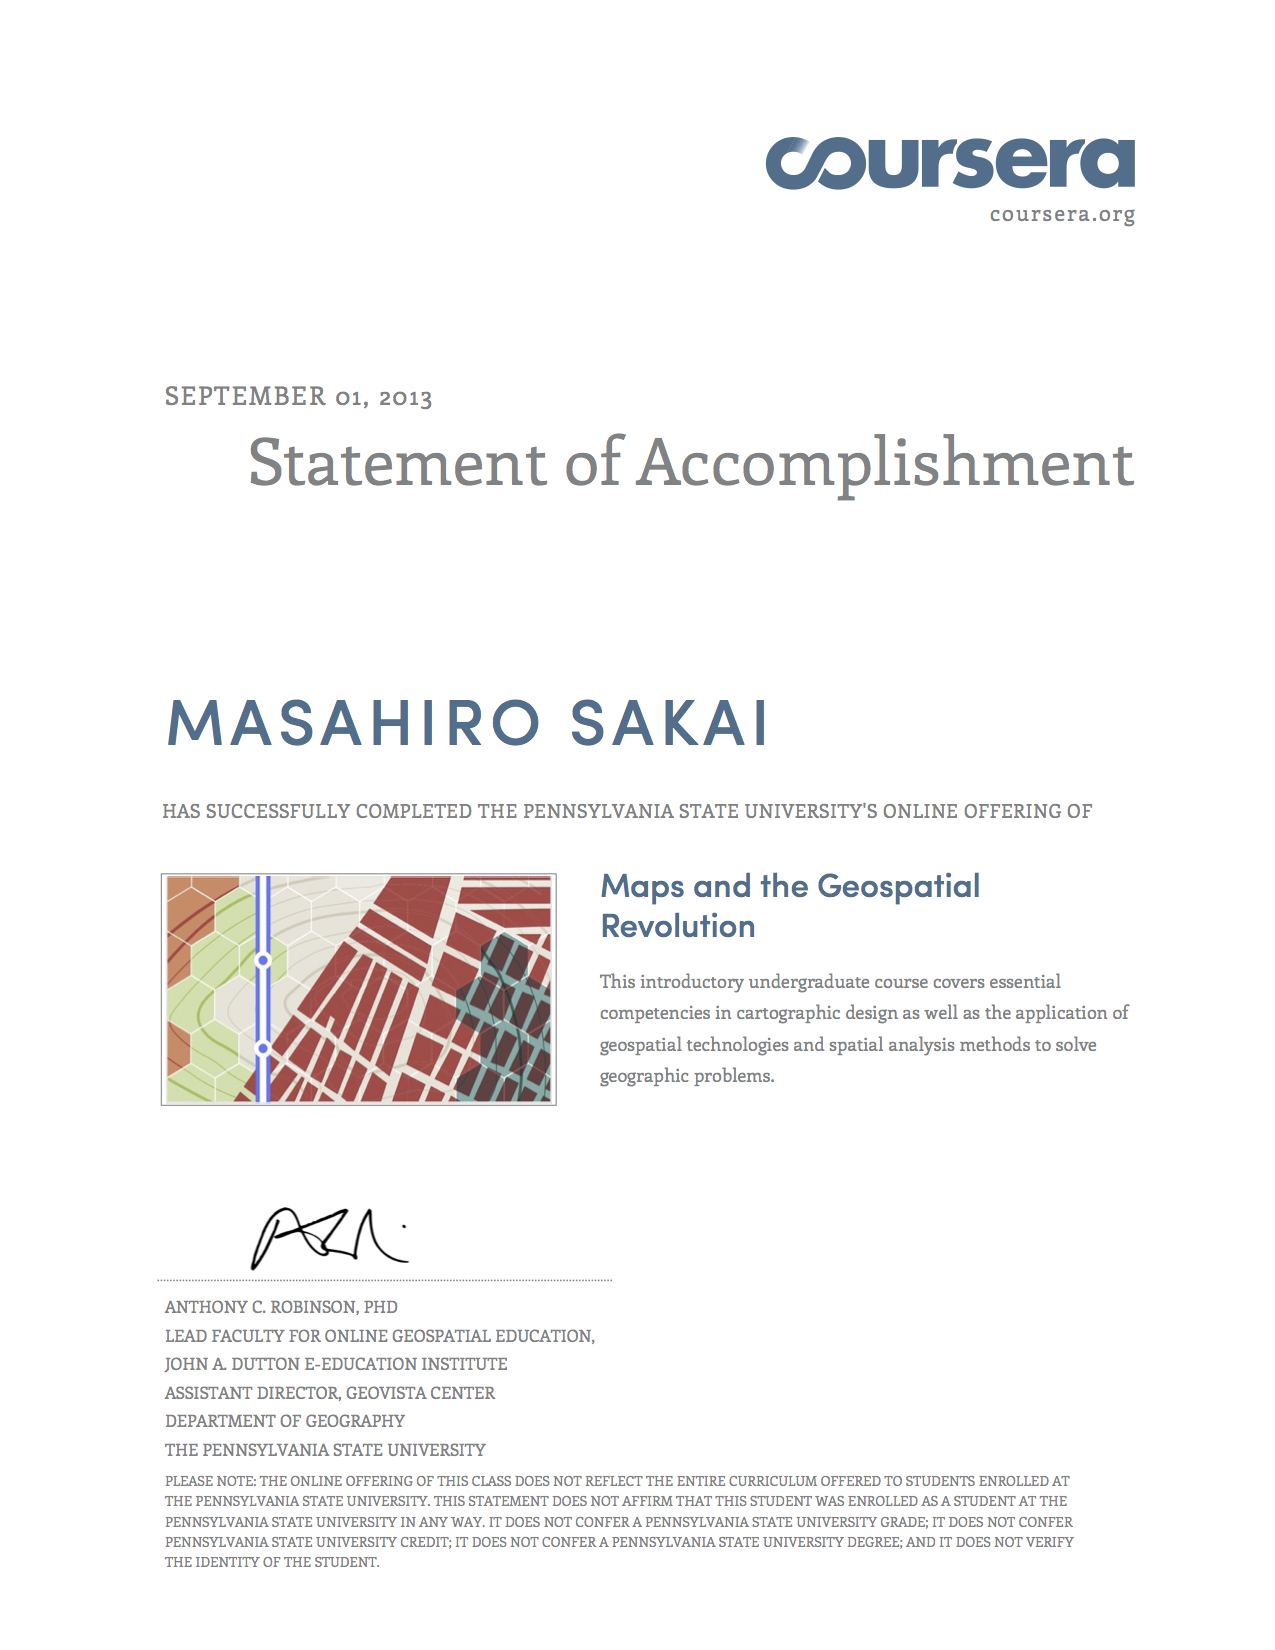 coursera
coursera.org
SEPTEMBER 01, 2013
Statement of Accomplishment
MASAHIRO SAKAI
HAS SUCCESSFULLY COMPLETED THE PENNSYLVANIA STATE UNIVERSITY'S ONLINE OFFERING OF
Maps and the Geospatial
Revolution
This introductory undergraduate course covers essential
competencies in cartographic design as well as the application of
geospatial technologies and spatial analysis methods to solve
geographic problems.
ANTHONY C. ROBINSON, PHD
LEAD FACULTY FOR ONLINE GEOSPATIAL EDUCATION,
JOHN A. DUTTON E-EDUCATION INSTITUTE
ASSISTANT DIRECTOR, GEOVISTA CENTER
DEPARTMENT OF GEOGRAPHY
THE PENNSYLVANIA STATE UNIVERSITY
PLEASE NOTE: THE ONLINE OFFERING OF THIS CLASS DOES NOT REFLECT THE ENTIRE CURRICULUM OFFERED TO STUDENTS ENROLLED AT
THE PENNSYLVANIA STATE UNIVERSITY. THIS STATEMENT DOES NOT AFFIRM THAT THIS STUDENT WAS ENROLLED AS A STUDENT AT THE
PENNSYLVANIA STATE UNIVERSITY IN ANY WAY. IT DOES NOT CONFER A PENNSYLVANIA STATE UNIVERSITY GRADE; IT DOES NOT CONFER
PENNSYLVANIA STATE UNIVERSITY CREDIT; IT DOES NOT CONFER A PENNSYLVANIA STATE UNIVERSITY DEGREE; AND IT DOES NOT VERIFY
THE IDENTITY OF THE STUDENT.